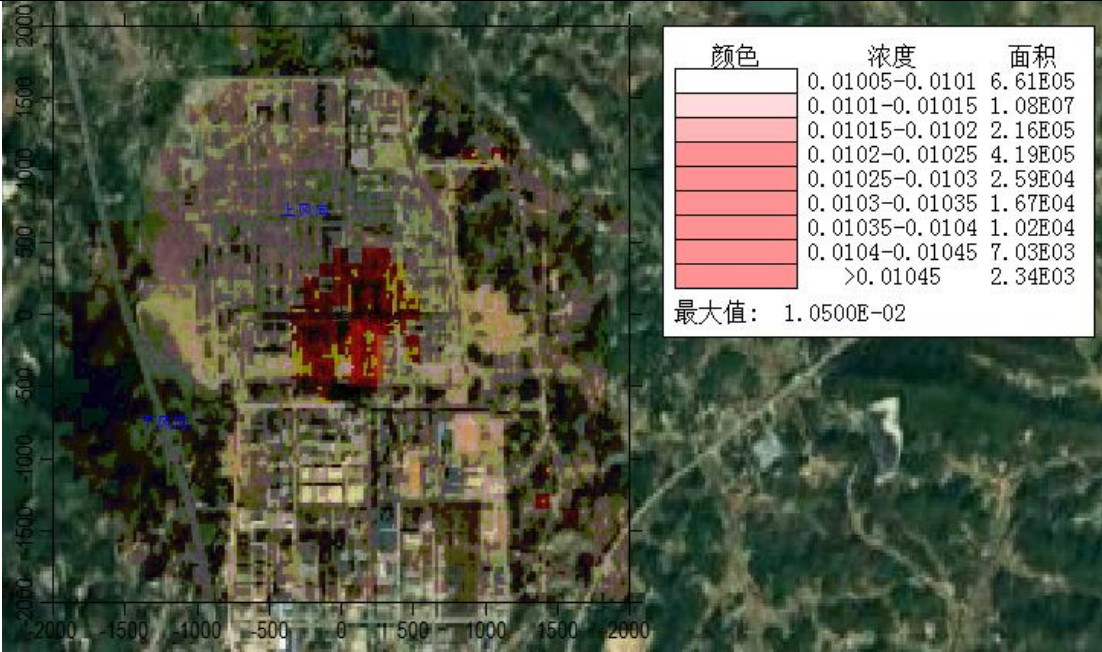 颜色 浓度 面积
0.01005-0.0101 6.61E05
0.0101-0.01015 1.08E07
0.01015-0.0102 2.16E05
0.0102-0.01025 4.19E05
0.01025-0.0103 2.59E04
0.0103-0.01035 1.67E04
0.01035-0.0104 1.02E04
0.0104-0.01045 7.03E03
>0.01045 2.34E03
最大值: 1.0500E-02
2000
1500
1000
上风向
500
0
-500
下风向
-1000
-1500
-2000
-2000 -1500 -1000 -500 0 500 1000 1500 2000